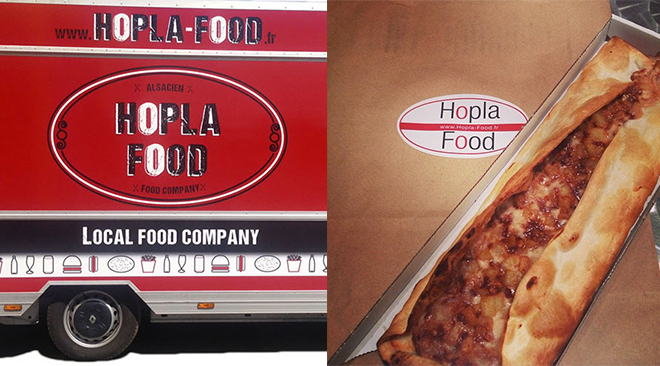 www.HOPLA-FOOD.fr
ALSACIEN
HOPLA
FOOD
FOOD COMPANY
LOCAL FOOD COMPANY
Hopla
www.Hopla-Food.fr
Food